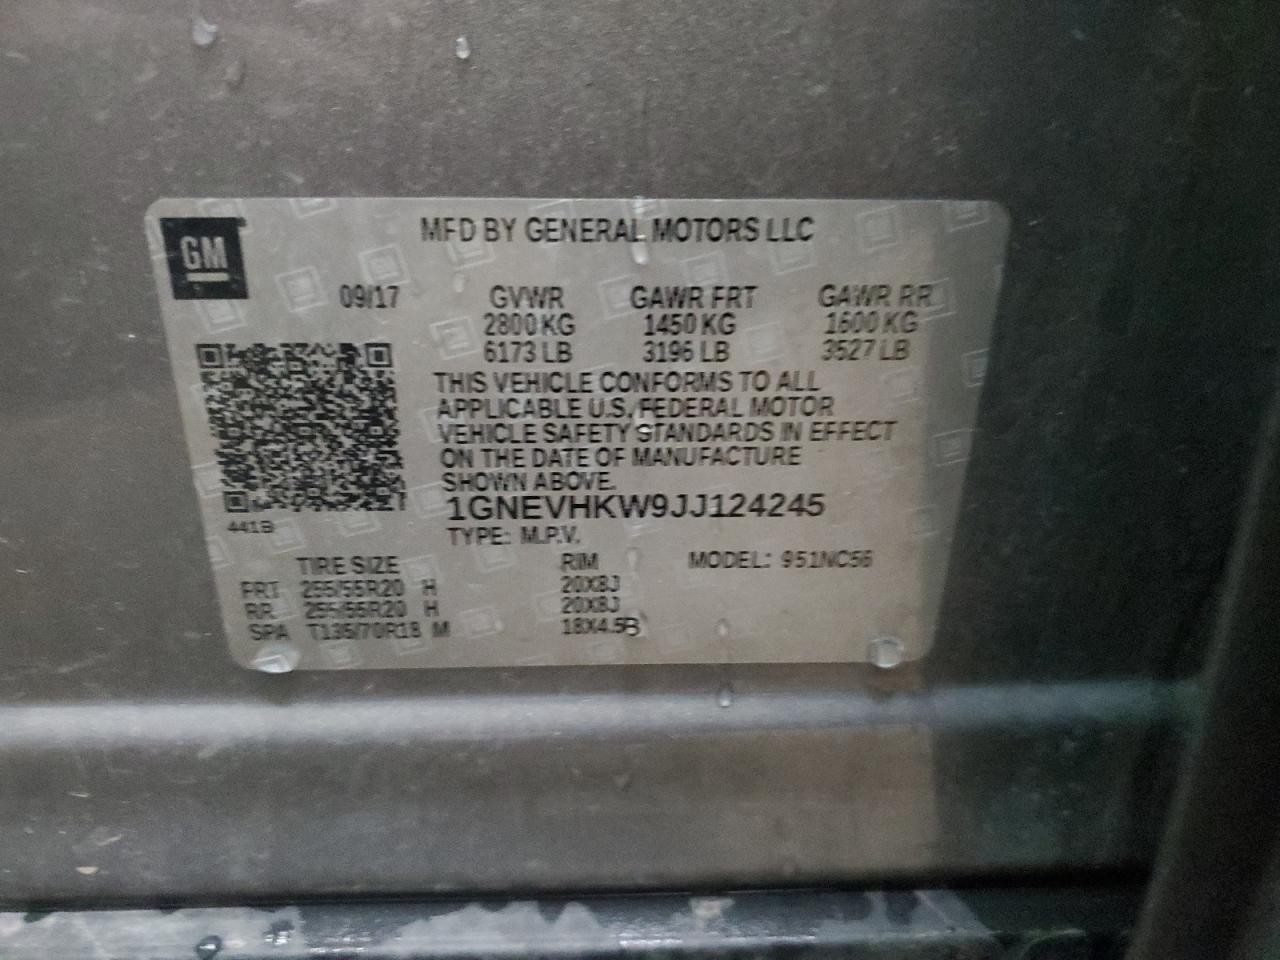 GM
MFD BY GENERAL MOTORS LLC
09/17 GVWR GAWR FRT GAWR RR
2800 KG 1450 KG 1600 KG
6173 LB 3196 LB 3527 LB
THIS VEHICLE CONFORMS TO ALL
APPLICABLE U.S. FEDERAL MOTOR
VEHICLE SAFETY STANDARDS IN EFFECT
ON THE DATE OF MANUFACTURE
SHOWN ABOVE.
1GNEVHKW9JJ124245
441B
TYPE: M.P.V.
TIRE SIZE RIM MODEL: 951NC56
FRT 255/55R20 H 20X8J
RR 255/55R20 H 20X8J
SPA T135/70R18 M 18X4.5B